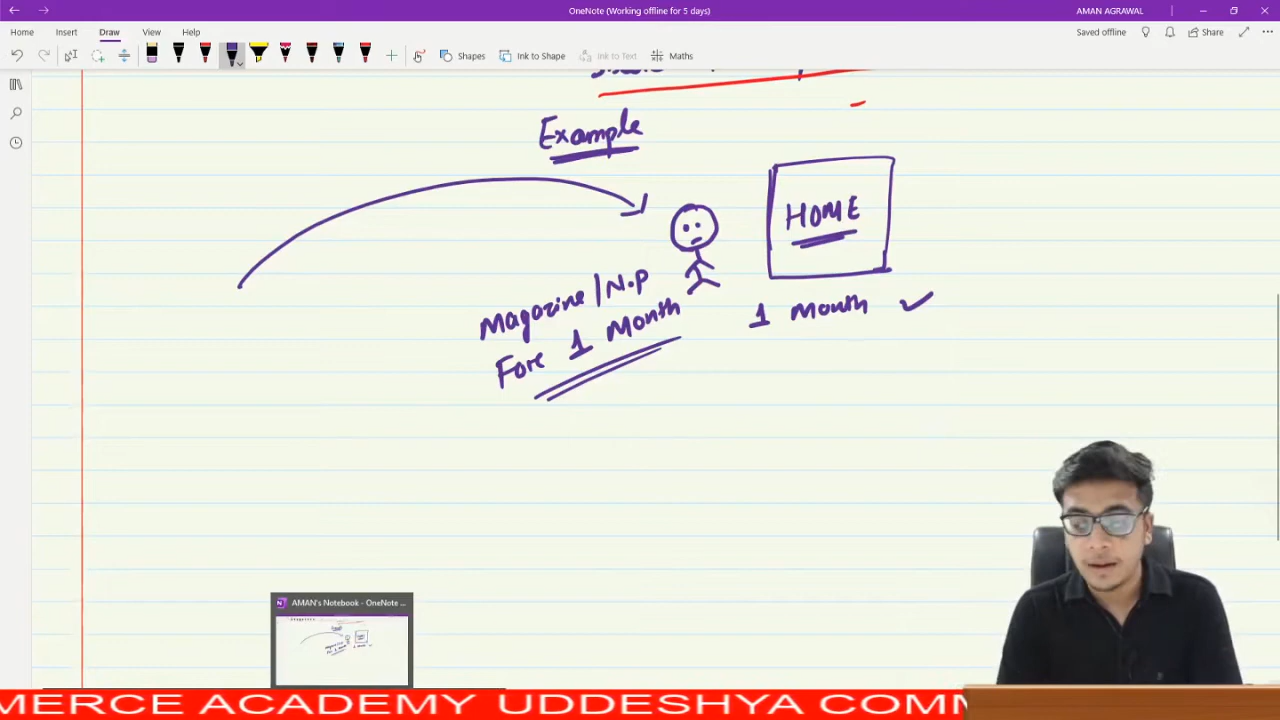 OneNote (Working offline for 5 days)
AMAN AGRAWAL
Home Insert Draw View Help
Saved offline
Share
Shapes
Ink to Shape
Ink to Text
Maths
Example
HOME
Magazine/N.P
Fore 1 Month
1 Month ✓
AMAN's Notebook - OneNote ...
MERCE ACADEMY UDDESHYA COMM